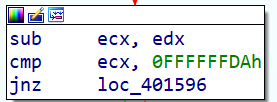 sub ecx, edx
cmp ecx, 0FFFFFFDAh
jnz loc_401596